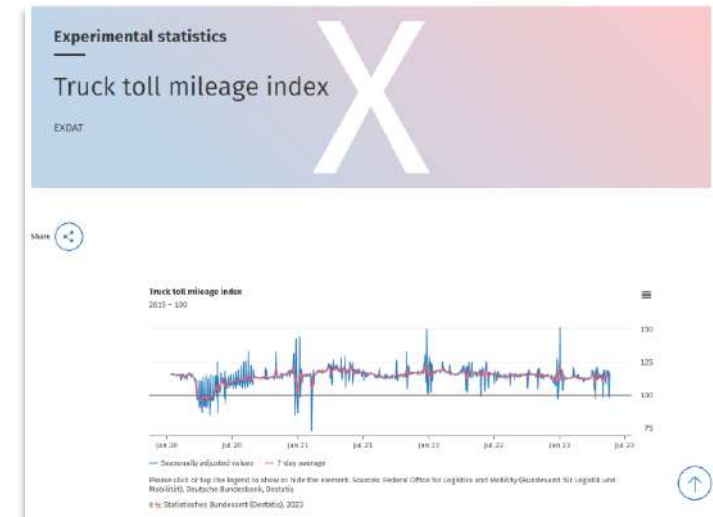 Experimental statistics
Truck toll mileage index
X
EXDAT
Share
Truck toll mileage index
2015 = 100
150
125
100
75
Jan 20 Jul 20 Jan 21 Jul 21 Jan 22 Jul 22 Jan 23 Jul 23
Seasonally adjusted values 7-day average
Please click or tap the legend to show or hide the element. Sources: Federal Office for Logistics and Mobility (Bundesamt für Logistik und
Mobilität), Deutsche Bundesbank, Destatis
Statistisches Bundesamt (Destatis), 2023